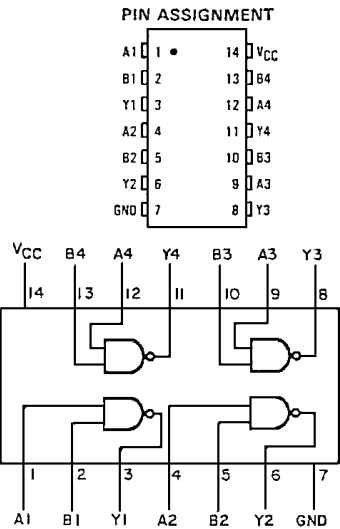 PIN ASSIGNMENT
A1 1 14 VCC
B1 2 13 B4
Y1 3 12 A4
A2 4 11 Y4
B2 5 10 B3
Y2 6 9 A3
GND 7 8 Y3
VCC B4 A4 Y4 B3 A3 Y3
14 13 12 11 10 9 8
1 2 3 4 5 6 7
A1 B1 Y1 A2 B2 Y2 GND